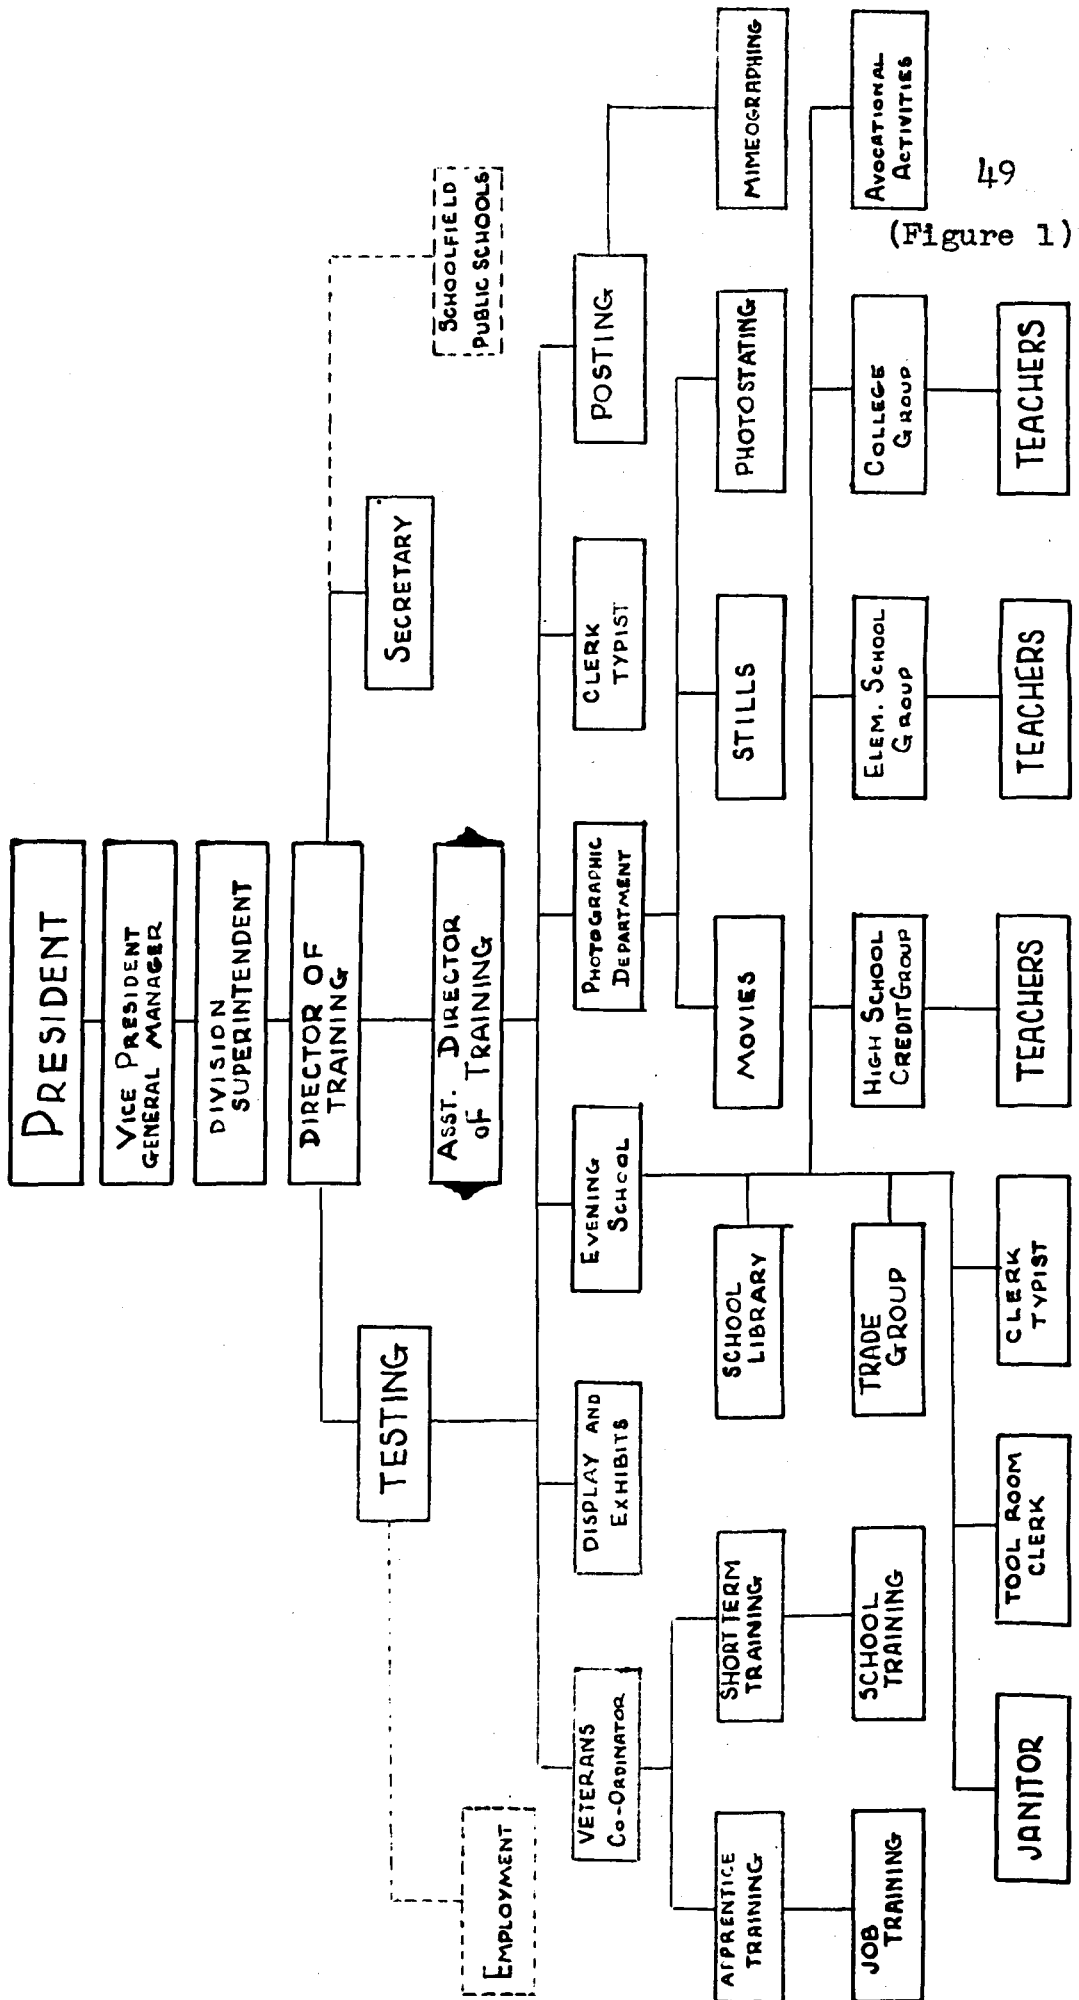 49
(Figure 1)
PRESIDENT
VICE PRESIDENT
GENERAL MANAGER
DIVISION
SUPERINTENDENT
DIRECTOR OF
TRAINING
SECRETARY
SCHOOLFIELD
PUBLIC SCHOOLS
TESTING
EMPLOYMENT
ASST. DIRECTOR
of TRAINING
VETERANS
CO-ORDINATOR
DISPLAY AND
EXHIBITS
EVENING
SCHOOL
PHOTOGRAPHIC
DEPARTMENT
CLERK
TYPIST
POSTING
APPRENTICE
TRAINING
SHORT TERM
TRAINING
SCHOOL
LIBRARY
MOVIES
STILLS
PHOTOSTATING
MIMEOGRAPHING
JOB
TRAINING
SCHOOL
TRAINING
TRADE
GROUP
HIGH SCHOOL
CREDIT GROUP
ELEM. SCHOOL
GROUP
COLLEGE
GROUP
AVOCATIONAL
ACTIVITIES
JANITOR
TOOL ROOM
CLERK
CLERK
TYPIST
TEACHERS
TEACHERS
TEACHERS